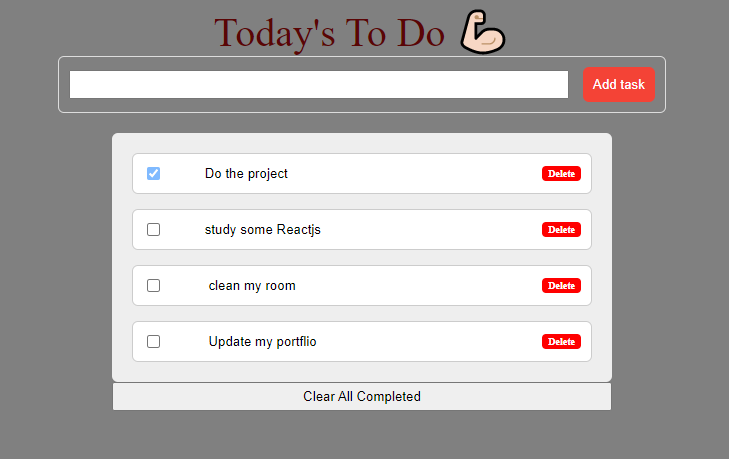 Today's To Do 💪🏻
Add task
Do the project Delete
study some Reactjs Delete
clean my room Delete
Update my portflio Delete
Clear All Completed